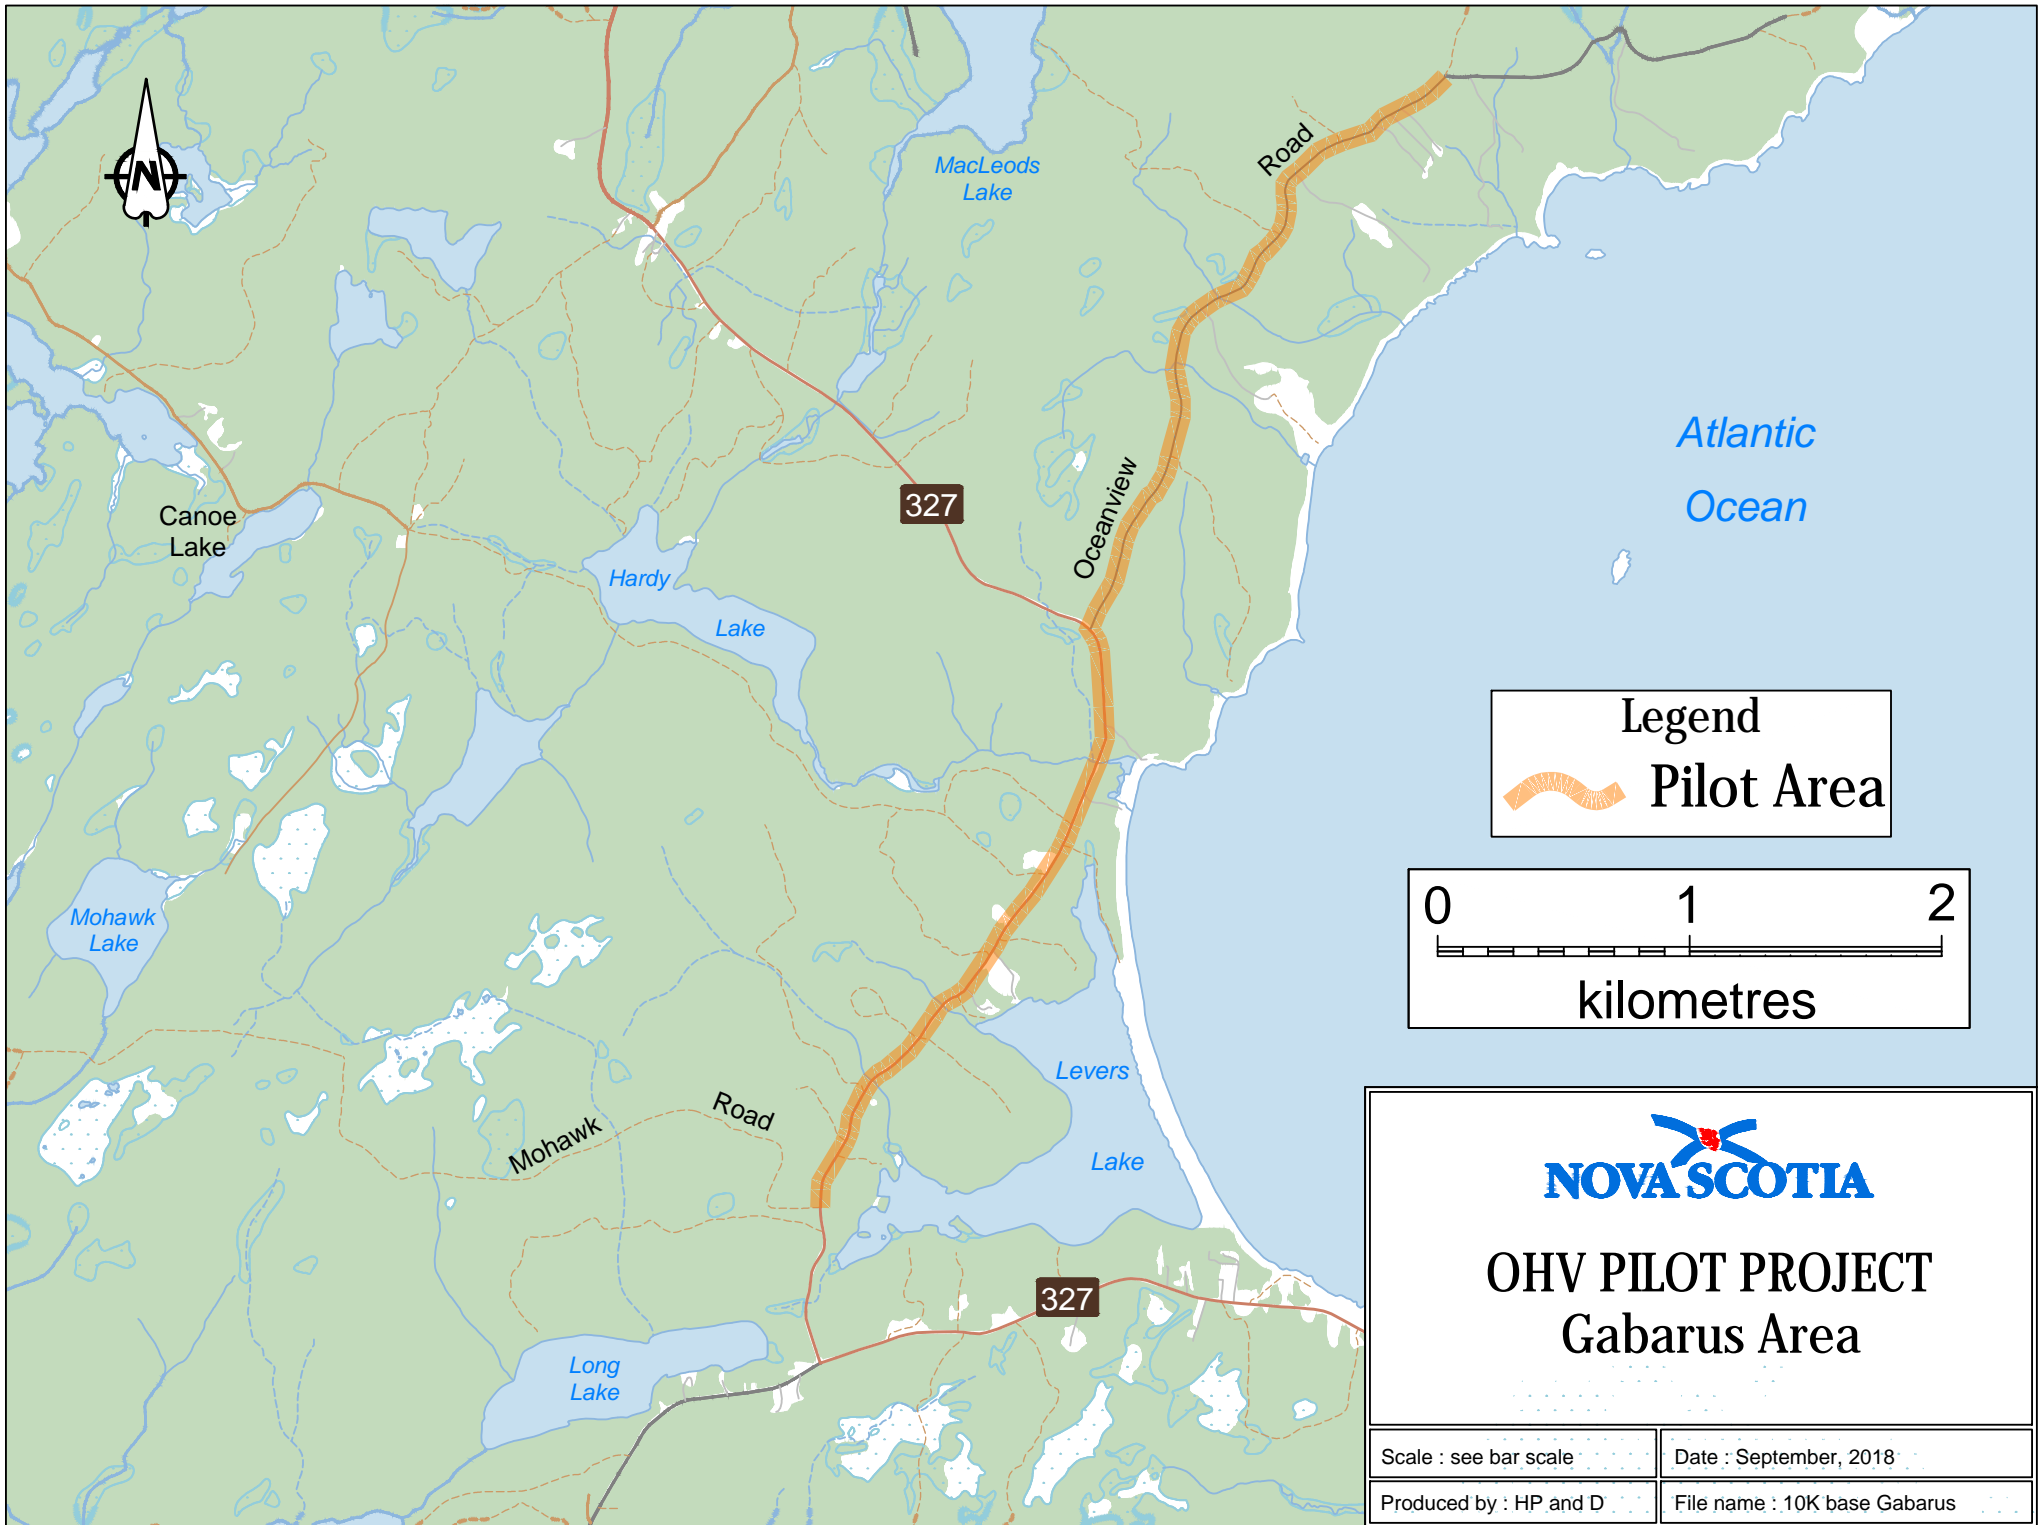 N
MacLeods
Lake
Road
Atlantic
Ocean
327
Oceanview
Canoe
Lake
Hardy
Lake
Legend
Pilot Area
0 1 2
kilometres
Mohawk
Lake
Levers
Lake
Mohawk
Road
327
Long
Lake
NOVA SCOTIA
OHV PILOT PROJECT
Gabarus Area
Scale : see bar scale
Date : September, 2018
Produced by : HP and D
File name : 10K base Gabarus